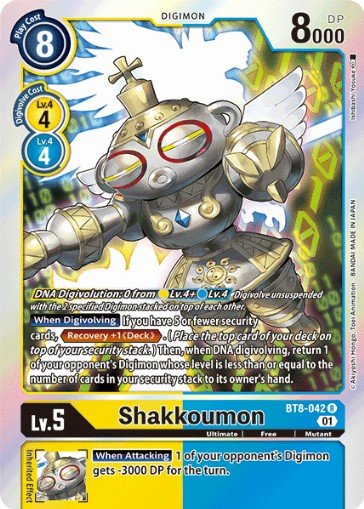 Play Cost
8
DIGIMON
DP
8000
Digivolve Cost
Lv.4
4
Lv.4
4
Ishibashi Yosuke
©Akiyoshi Hongo, Toei Animation BANDAI MADE IN JAPAN
DNA Digivolution: 0 from Lv.4+ Lv.4 Digivolve unsuspended
with the 2 specified Digimon stacked on top of each other.
When Digivolving If you have 5 or fewer security
cards, Recovery +1《Deck》. (Place the top card of your deck on
top of your security stack.) Then, when DNA digivolving, return 1
of your opponent's Digimon whose level is less than or equal to the
number of cards in your security stack to its owner's hand.
Lv.5
Shakkoumon
BT8-042 R
01
Ultimate | Free | Mutant
Inherited Effect
When Attacking 1 of your opponent's Digimon
gets -3000 DP for the turn.